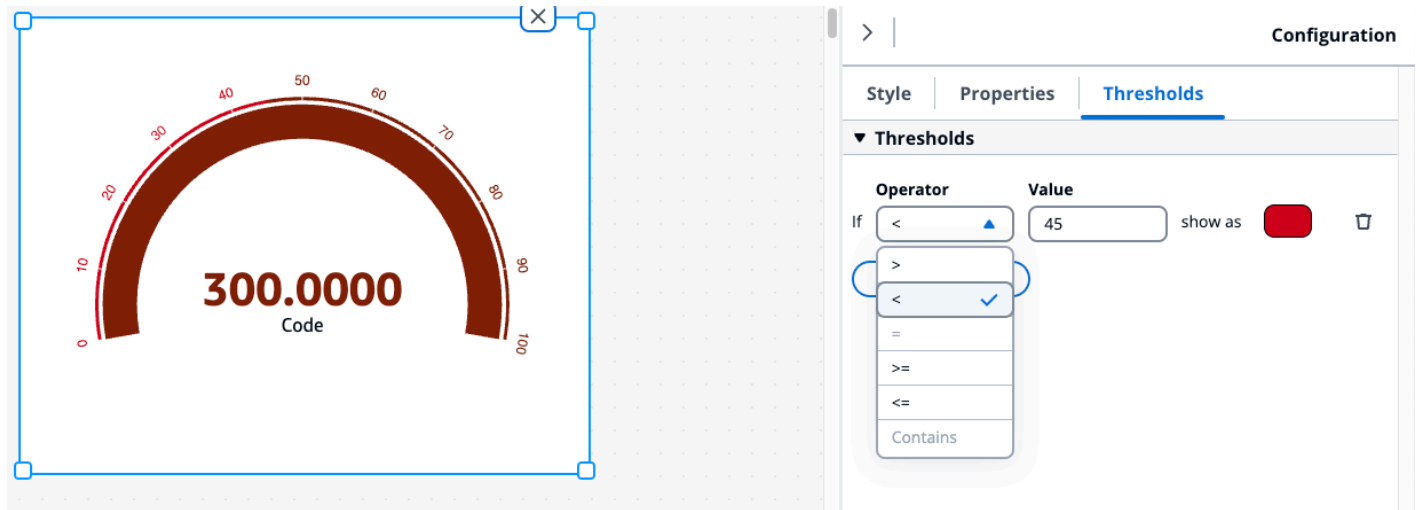 50
40
60
30
70
20
80
10
90
0
100
300.0000
Code
Configuration
Style Properties Thresholds
Thresholds
Operator Value
If < 45 show as
>
<
=
>=
<=
Contains